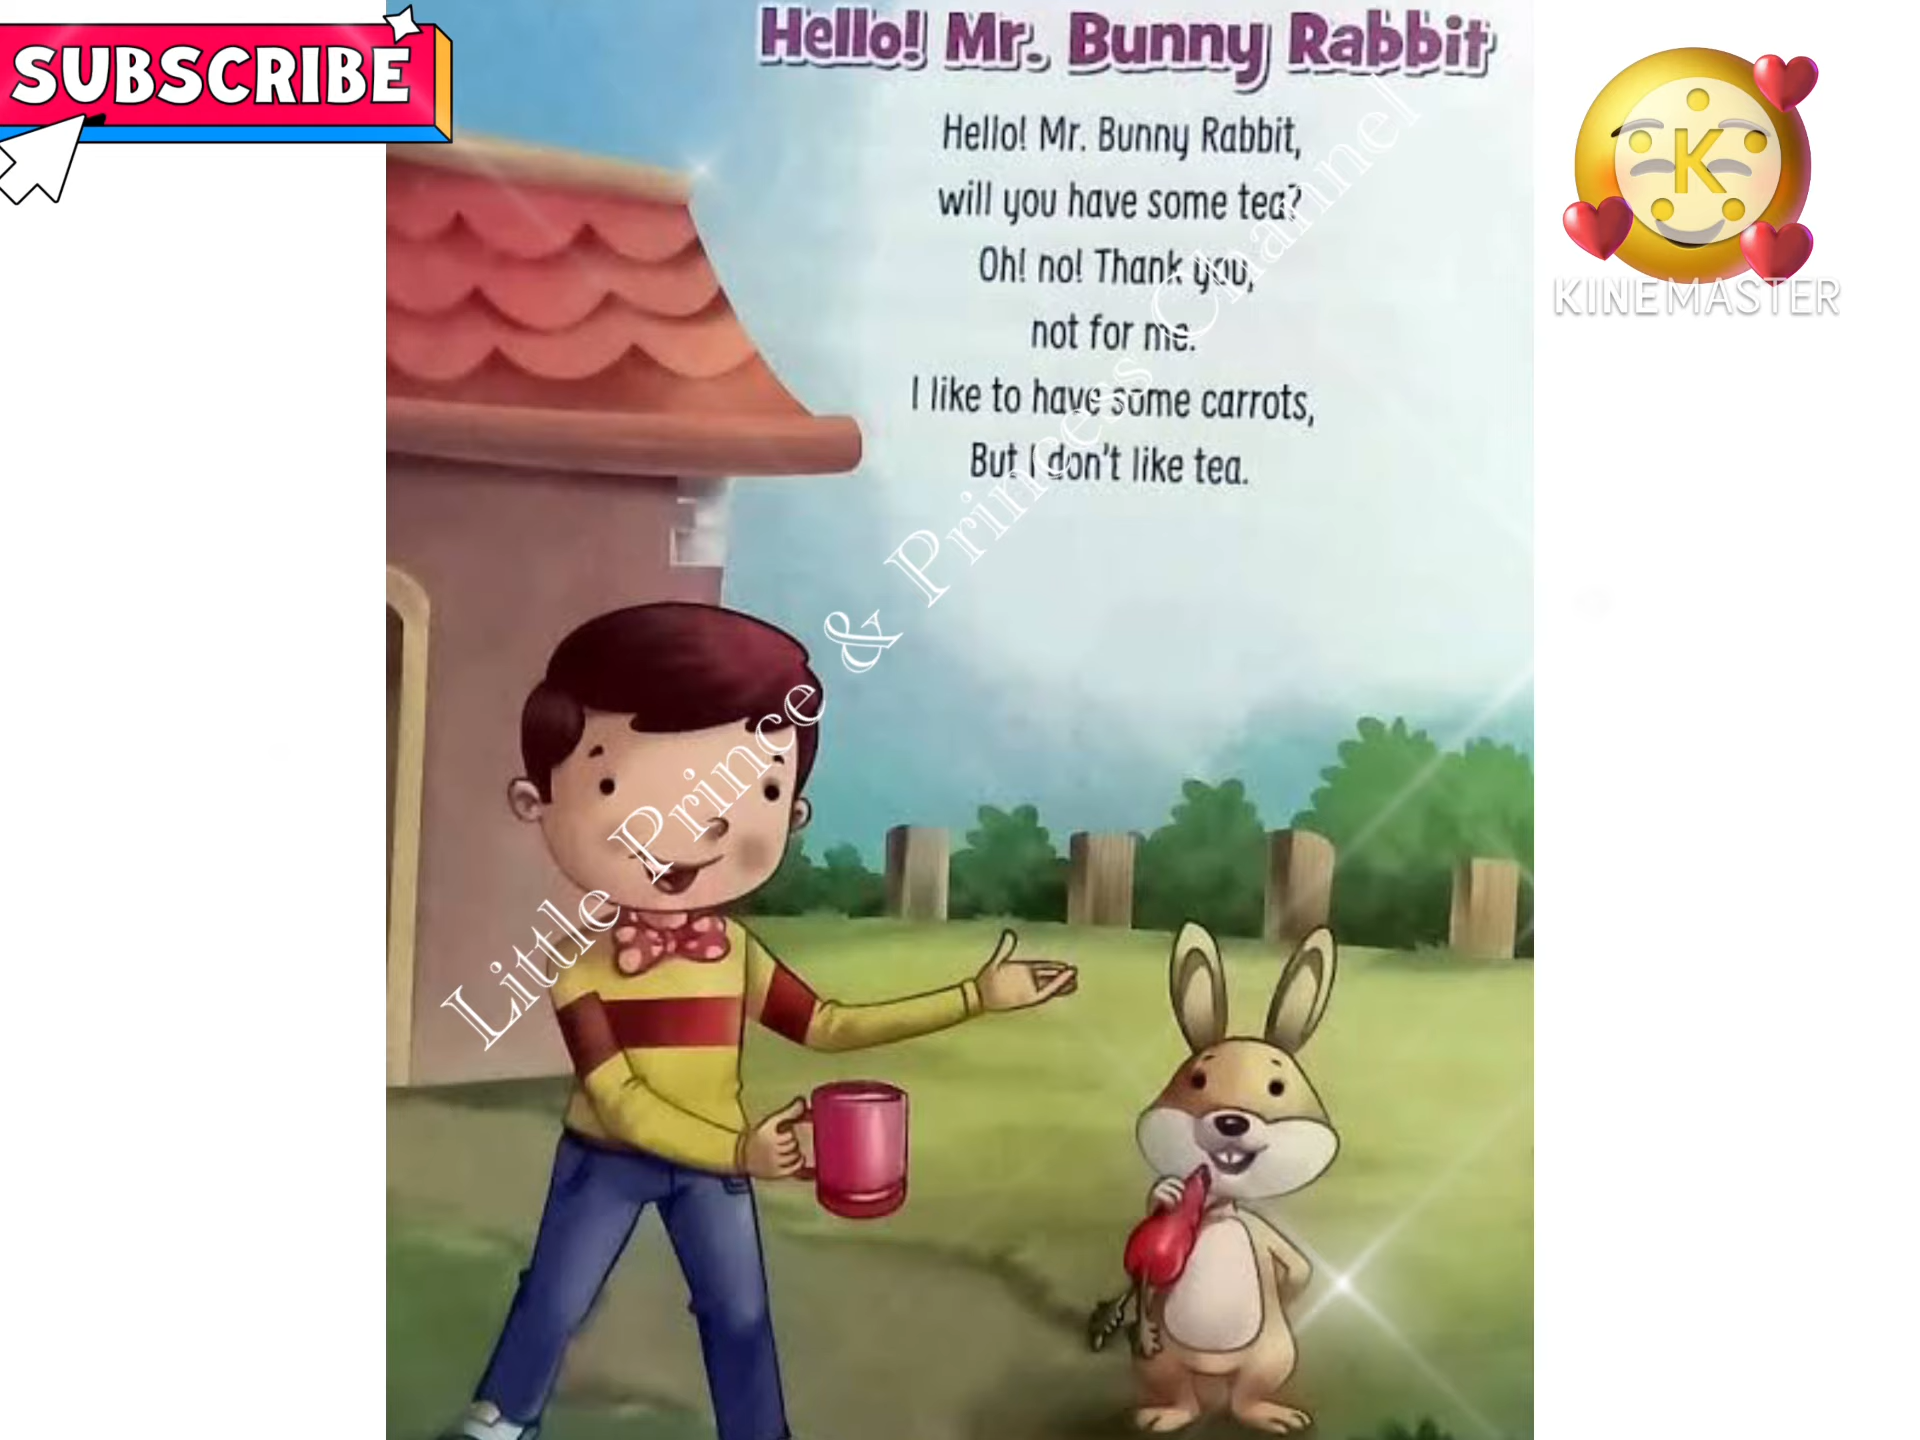 SUBSCRIBE
Hello! Mr. Bunny Rabbit
Hello! Mr. Bunny Rabbit,
will you have some tea?
Oh! no! Thank you,
not for me.
I like to have some carrots,
But I don't like tea.
K
KINEMASTER
Little Prince & Princess Channel